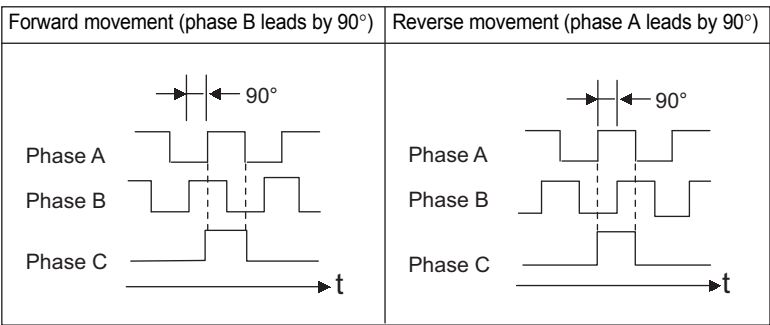 Forward movement (phase B leads by 90°)
Reverse movement (phase A leads by 90°)
90°
Phase A
Phase B
Phase C
t
90°
Phase A
Phase B
Phase C
t